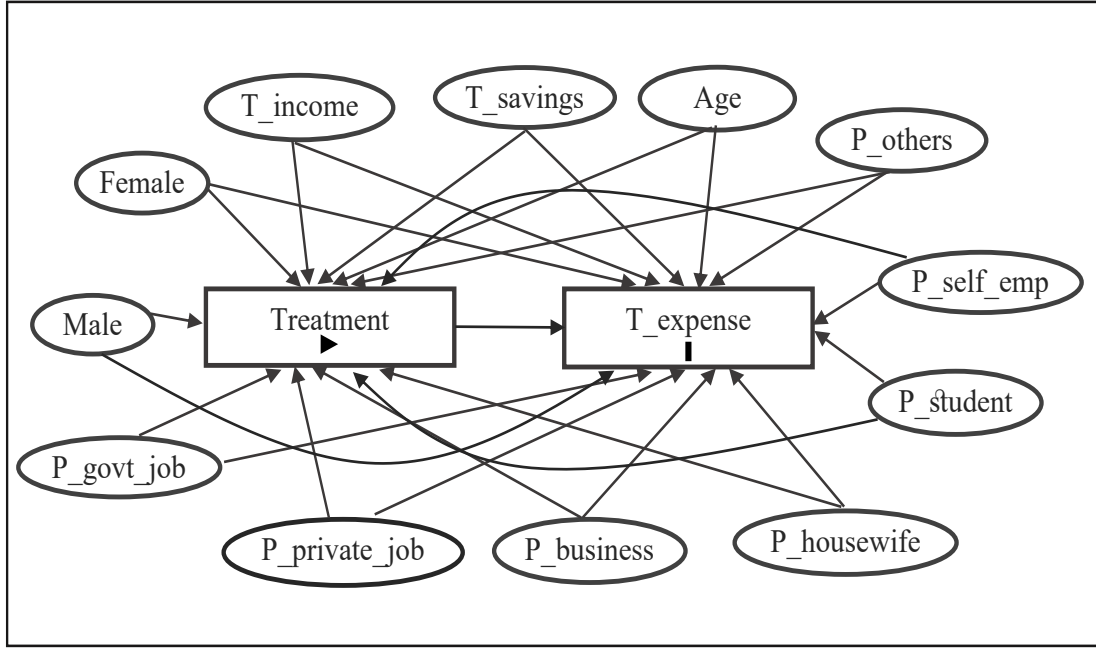 T_income
T_savings
Age
P_others
Female
P_self_emp
Male
Treatment
T_expense
P_student
P_govt_job
P_private_job
P_business
P_housewife